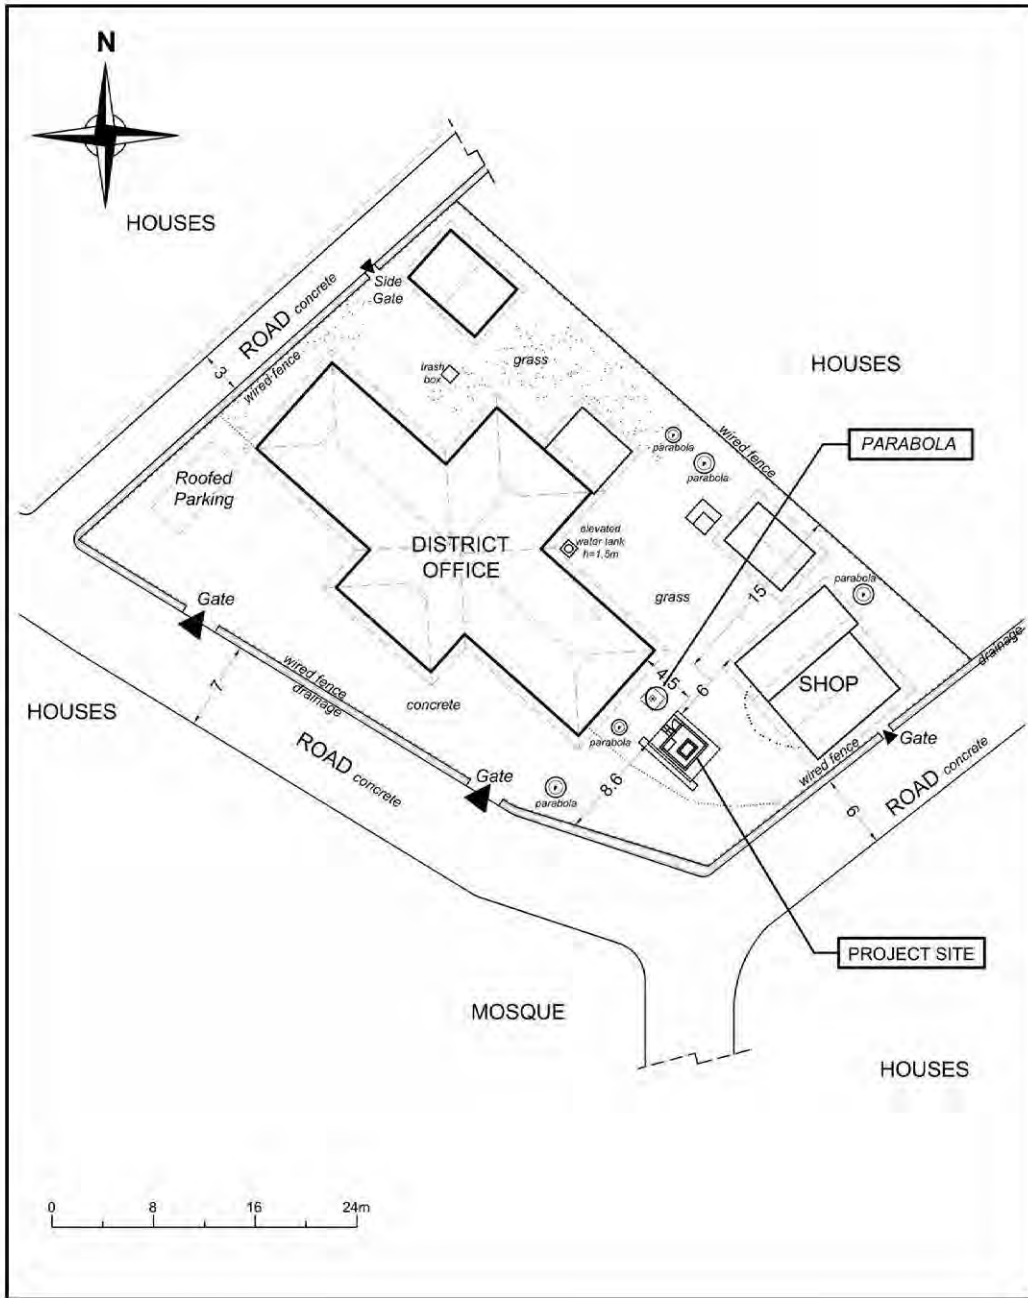 N
HOUSES
Side
Gate
ROAD concrete
3
wired fence
trash
box
grass
HOUSES
PARABOLA
wired fence
parabola
parabola
Roofed
Parking
DISTRICT
OFFICE
elevated
water tank
h=1,5m
grass
15
parabola
Gate
wired fence
drainage
7
HOUSES
concrete
4.5
6
SHOP
drainage
Gate
parabola
wired fence
ROAD concrete
ROAD concrete
Gate
parabola
8.6
6
PROJECT SITE
MOSQUE
HOUSES
0 8 16 24m